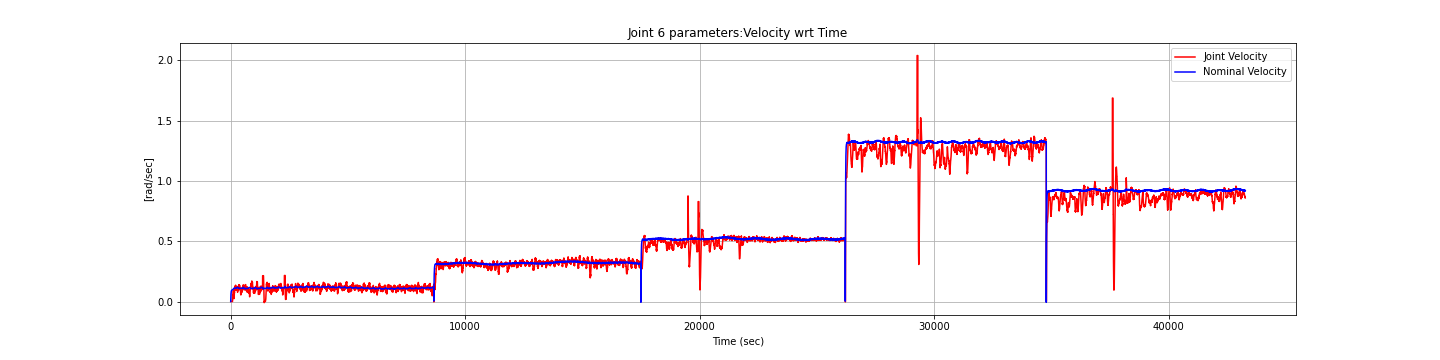 Joint 6 parameters:Velocity wrt Time
Joint Velocity
Nominal Velocity
[rad/sec]
2.0
1.5
1.0
0.5
0.0
0 10000 20000 30000 40000
Time (sec)